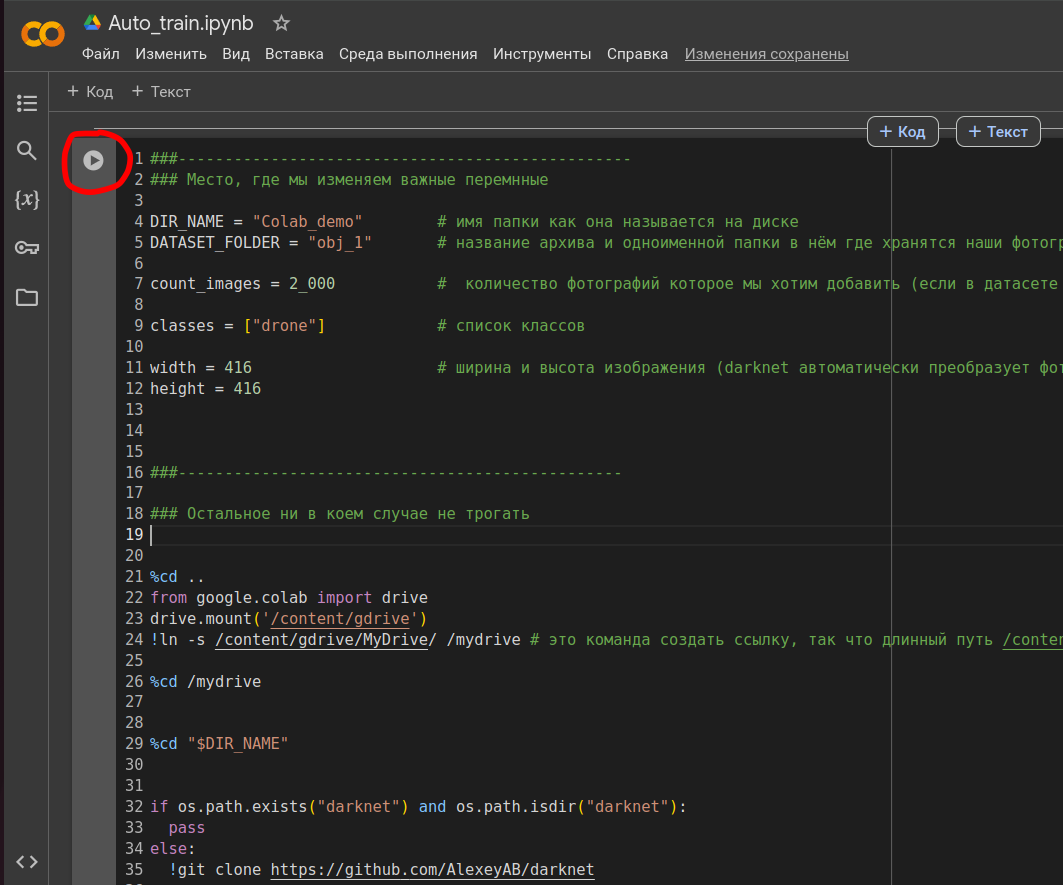 Auto_train.ipynb
Файл Изменить Вид Вставка Среда выполнения Инструменты Справка Изменения сохранены
+ Код + Текст
+ Код + Текст
1 ###-------------------------------------------------
2 ### Место, где мы изменяем важные перемнные
3
4 DIR_NAME = "Colab_demo" # имя папки как она называется на диске
5 DATASET_FOLDER = "obj_1" # название архива и одноименной папки в нём где хранятся наши
6
7 count_images = 2_000 # количество фотографий которое мы хотим добавить (если в датасете
8
9 classes = ["drone"] # список классов
10
11 width = 416 # ширина и высота изображения (darknet автоматически преобразует
12 height = 416
13
14
15
16 ###------------------------------------------------
17
18 ### Остальное ни в коем случае не трогать
19
20
21 %cd ..
22 from google.colab import drive
23 drive.mount('/content/gdrive')
24 !ln -s /content/gdrive/MyDrive/ /mydrive # это команда создать ссылку, так что длинный путь
25
26 %cd /mydrive
27
28
29 %cd "$DIR_NAME"
30
31
32 if os.path.exists("darknet") and os.path.isdir("darknet"):
33 pass
34 else:
35 !git clone https://github.com/AlexeyAB/darknet